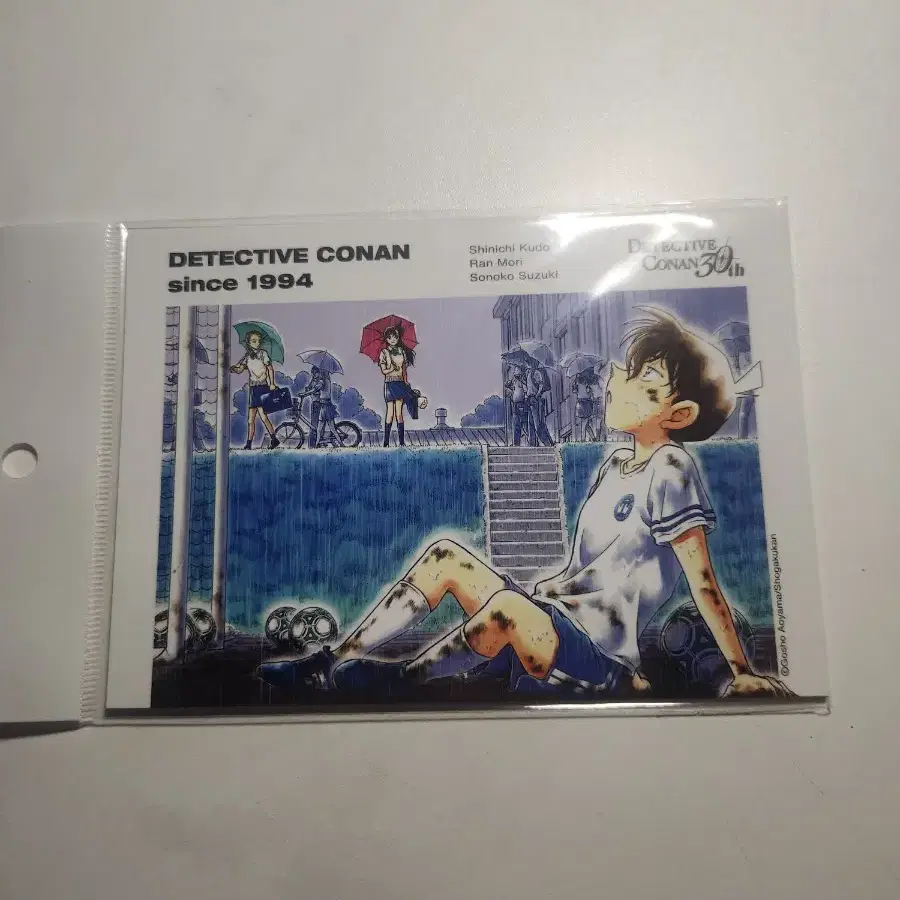 DETECTIVE CONAN
since 1994
Shinichi Kudo
Ran Mori
Sonoko Suzuki
DETECTIVE
CONAN 30th
©Gosho Aoyama/Shogakukan